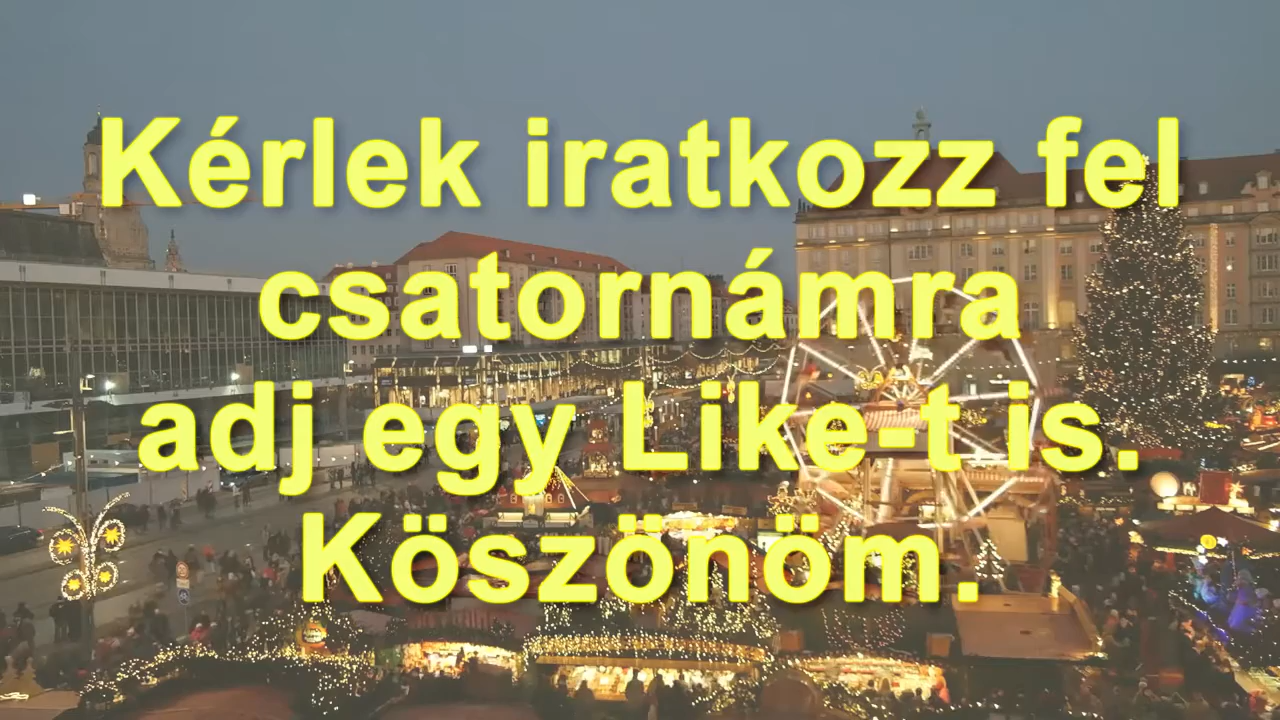 Kérlek iratkozz fel
csatornámra
adj egy Like-t is.
Köszönöm.